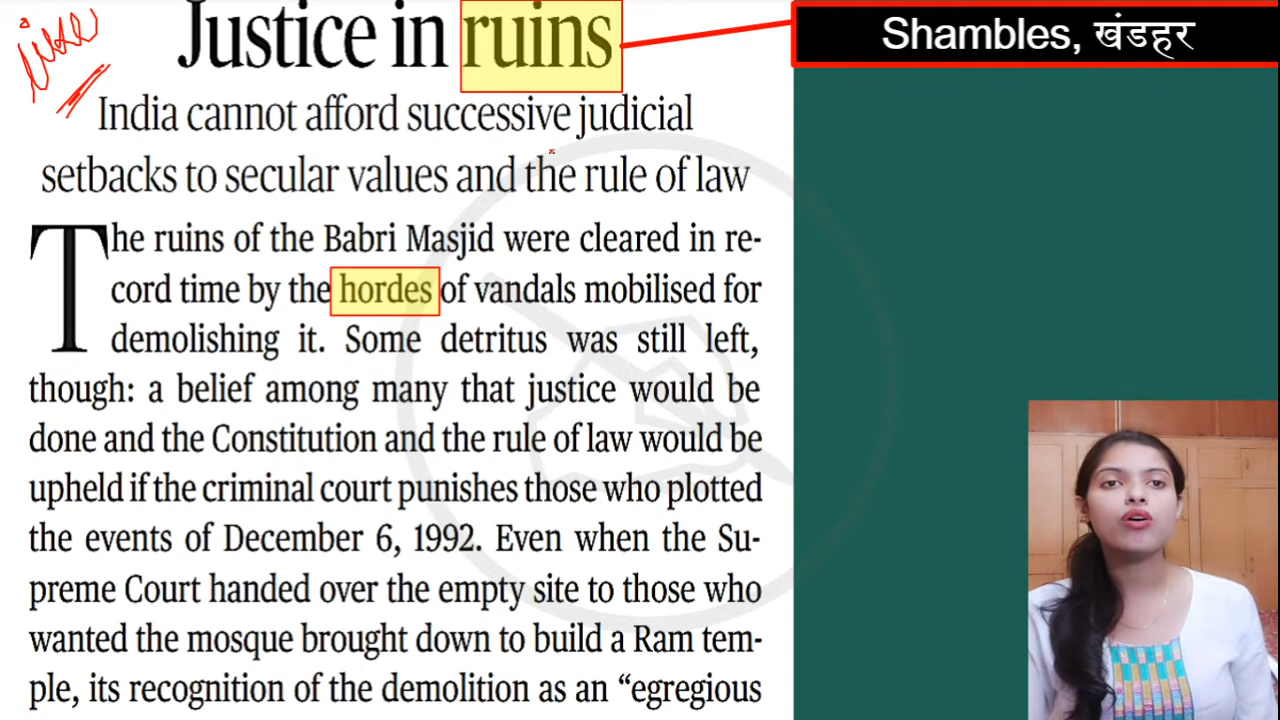 Justice in ruins
Shambles, खंडहर
like
India cannot afford successive judicial
setbacks to secular values and the rule of law
The ruins of the Babri Masjid were cleared in re-
cord time by the hordes of vandals mobilised for
demolishing it. Some detritus was still left,
though: a belief among many that justice would be
done and the Constitution and the rule of law would be
upheld if the criminal court punishes those who plotted
the events of December 6, 1992. Even when the Su-
preme Court handed over the empty site to those who
wanted the mosque brought down to build a Ram tem-
ple, its recognition of the demolition as an “egregious